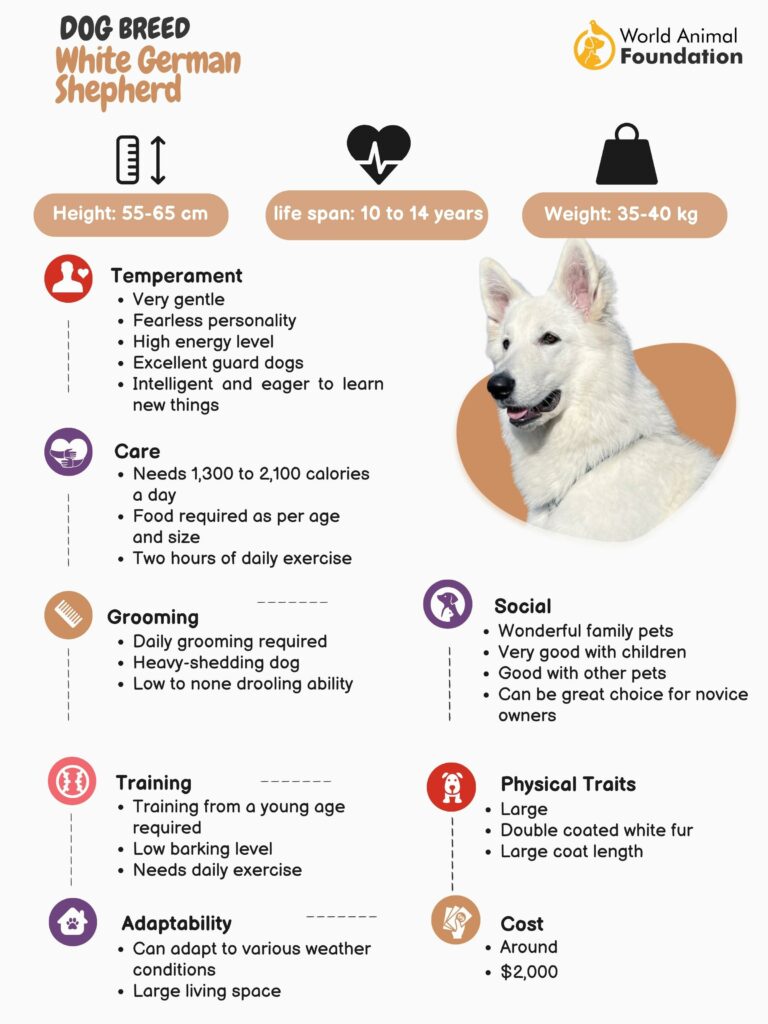 DOG BREED
White German
Shepherd
World Animal
Foundation
Height: 55-65 cm
life span: 10 to 14 years
Weight: 35-40 kg
Temperament
• Very gentle
• Fearless personality
• High energy level
• Excellent guard dogs
• Intelligent and eager to learn
new things
Care
• Needs 1,300 to 2,100 calories
a day
• Food required as per age
and size
• Two hours of daily exercise
Grooming
• Daily grooming required
• Heavy-shedding dog
• Low to none drooling ability
Social
• Wonderful family pets
• Very good with children
• Good with other pets
• Can be great choice for novice
owners
Training
• Training from a young age
required
• Low barking level
• Needs daily exercise
Physical Traits
• Large
• Double coated white fur
• Large coat length
Adaptability
• Can adapt to various weather
conditions
• Large living space
Cost
• Around
• $2,000